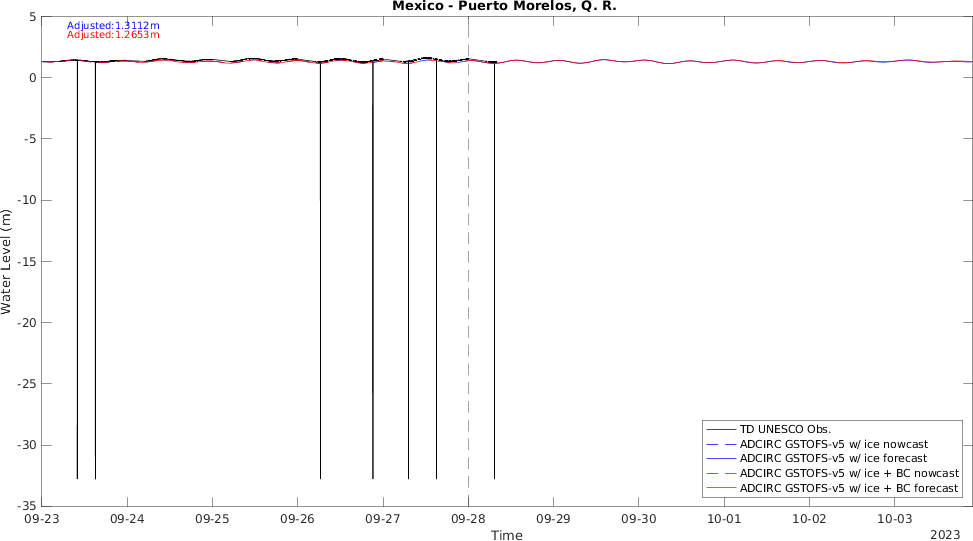 Mexico - Puerto Morelos, Q. R.
Adjusted:1.3112m
Adjusted:1.2653m
5
0
-5
-10
-15
-20
-25
-30
-35
Water Level (m)
TD UNESCO Obs.
ADCIRC GSTOFS-v5 w/ ice nowcast
ADCIRC GSTOFS-v5 w/ ice forecast
ADCIRC GSTOFS-v5 w/ ice + BC nowcast
ADCIRC GSTOFS-v5 w/ ice + BC forecast
09-23 09-24 09-25 09-26 09-27 09-28 09-29 09-30 10-01 10-02 10-03
Time
2023